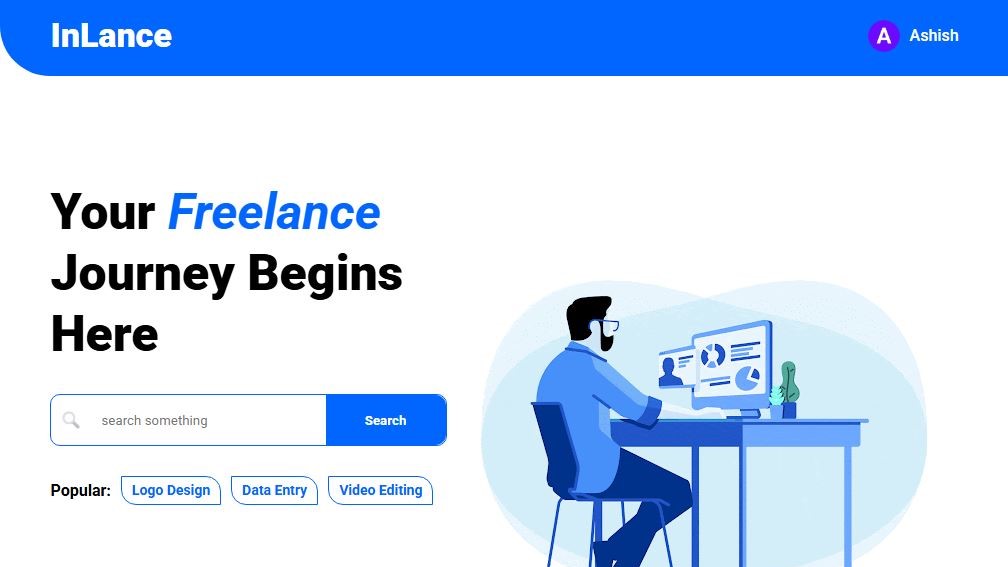 InLance
A Ashish
Your Freelance
Journey Begins
Here
search something
Search
Popular: Logo Design Data Entry Video Editing